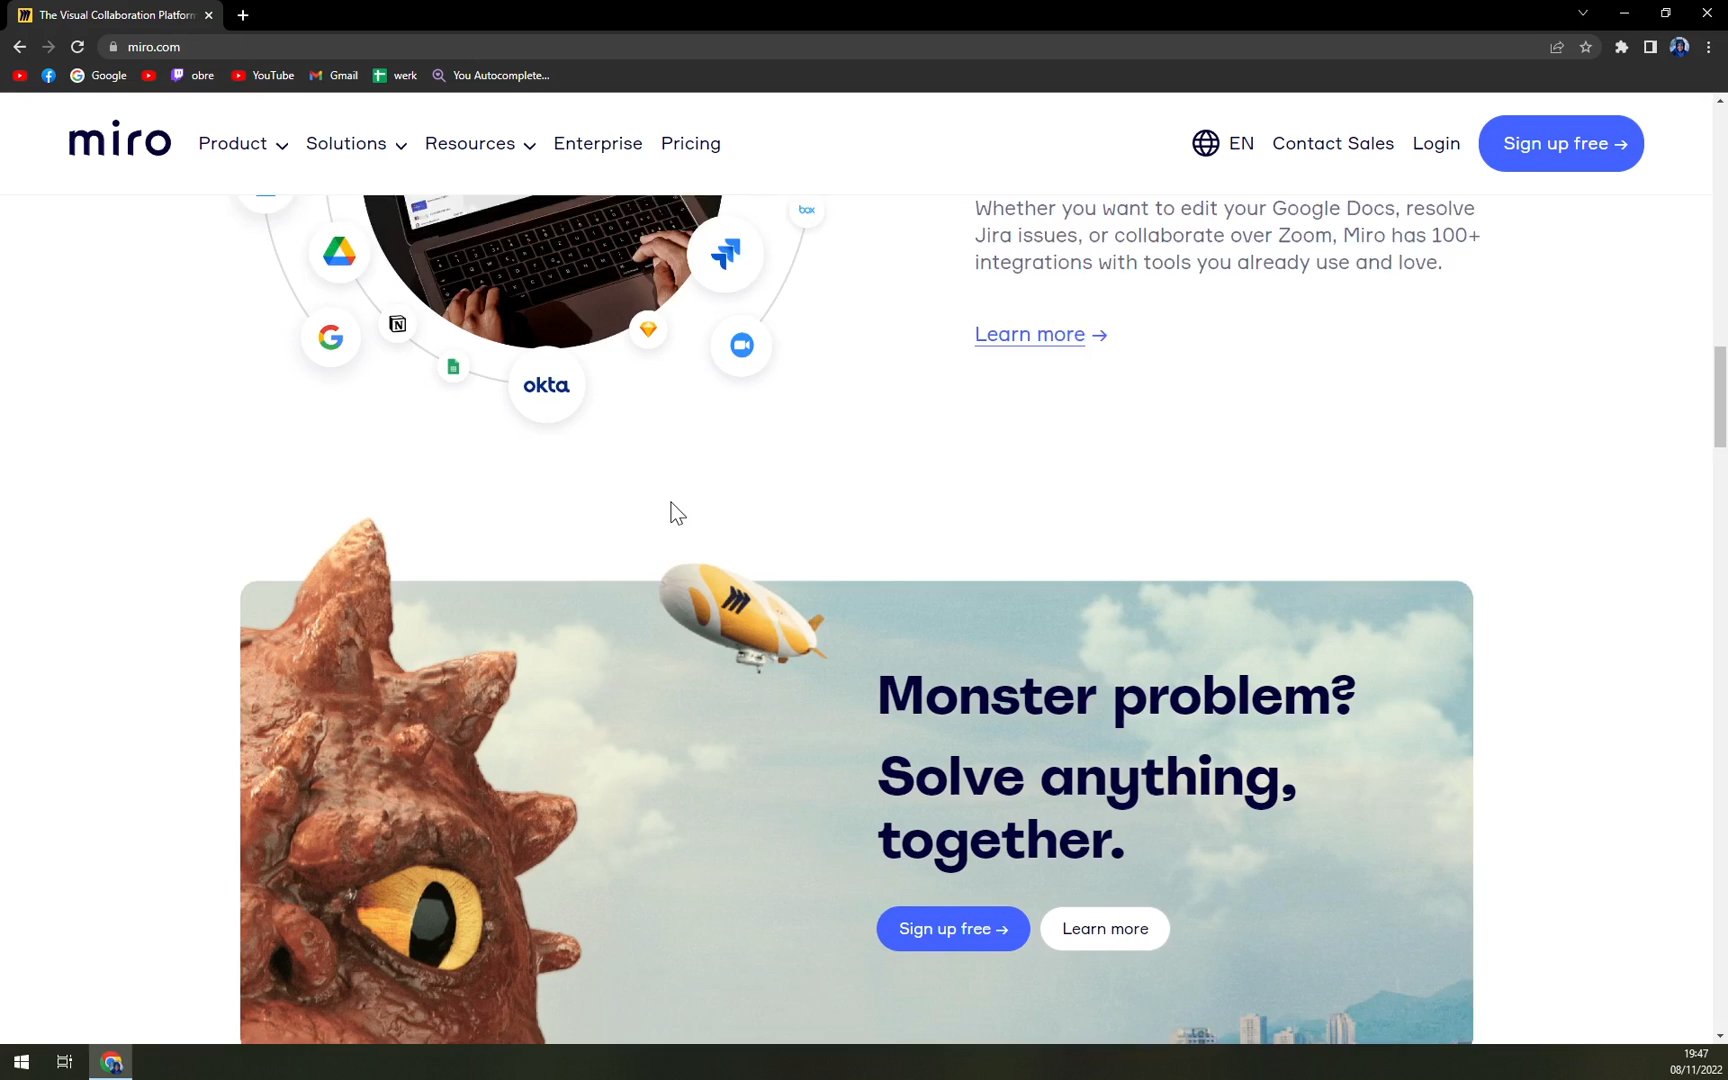 The Visual Collaboration Platform
miro.com
Google
obre
YouTube
Gmail
werk
You Autocomplete...
miro
Product
Solutions
Resources
Enterprise
Pricing
EN
Contact Sales
Login
Sign up free →
box
Whether you want to edit your Google Docs, resolve
Jira issues, or collaborate over Zoom, Miro has 100+
integrations with tools you already use and love.
Learn more →
okta
Monster problem?
Solve anything,
together.
Sign up free →
Learn more
19:47
08/11/2022